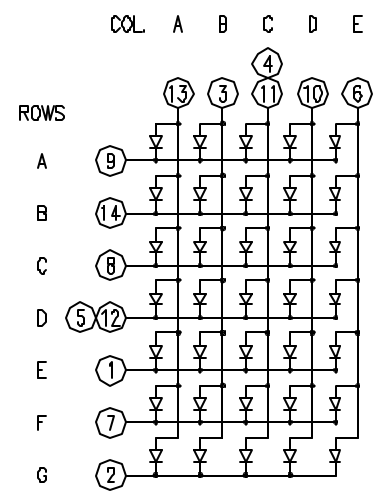 COL. A B C D E
4
13 3 11 10 6
ROWS
A 9
B 14
C 8
D 5 12
E 1
F 7
G 2